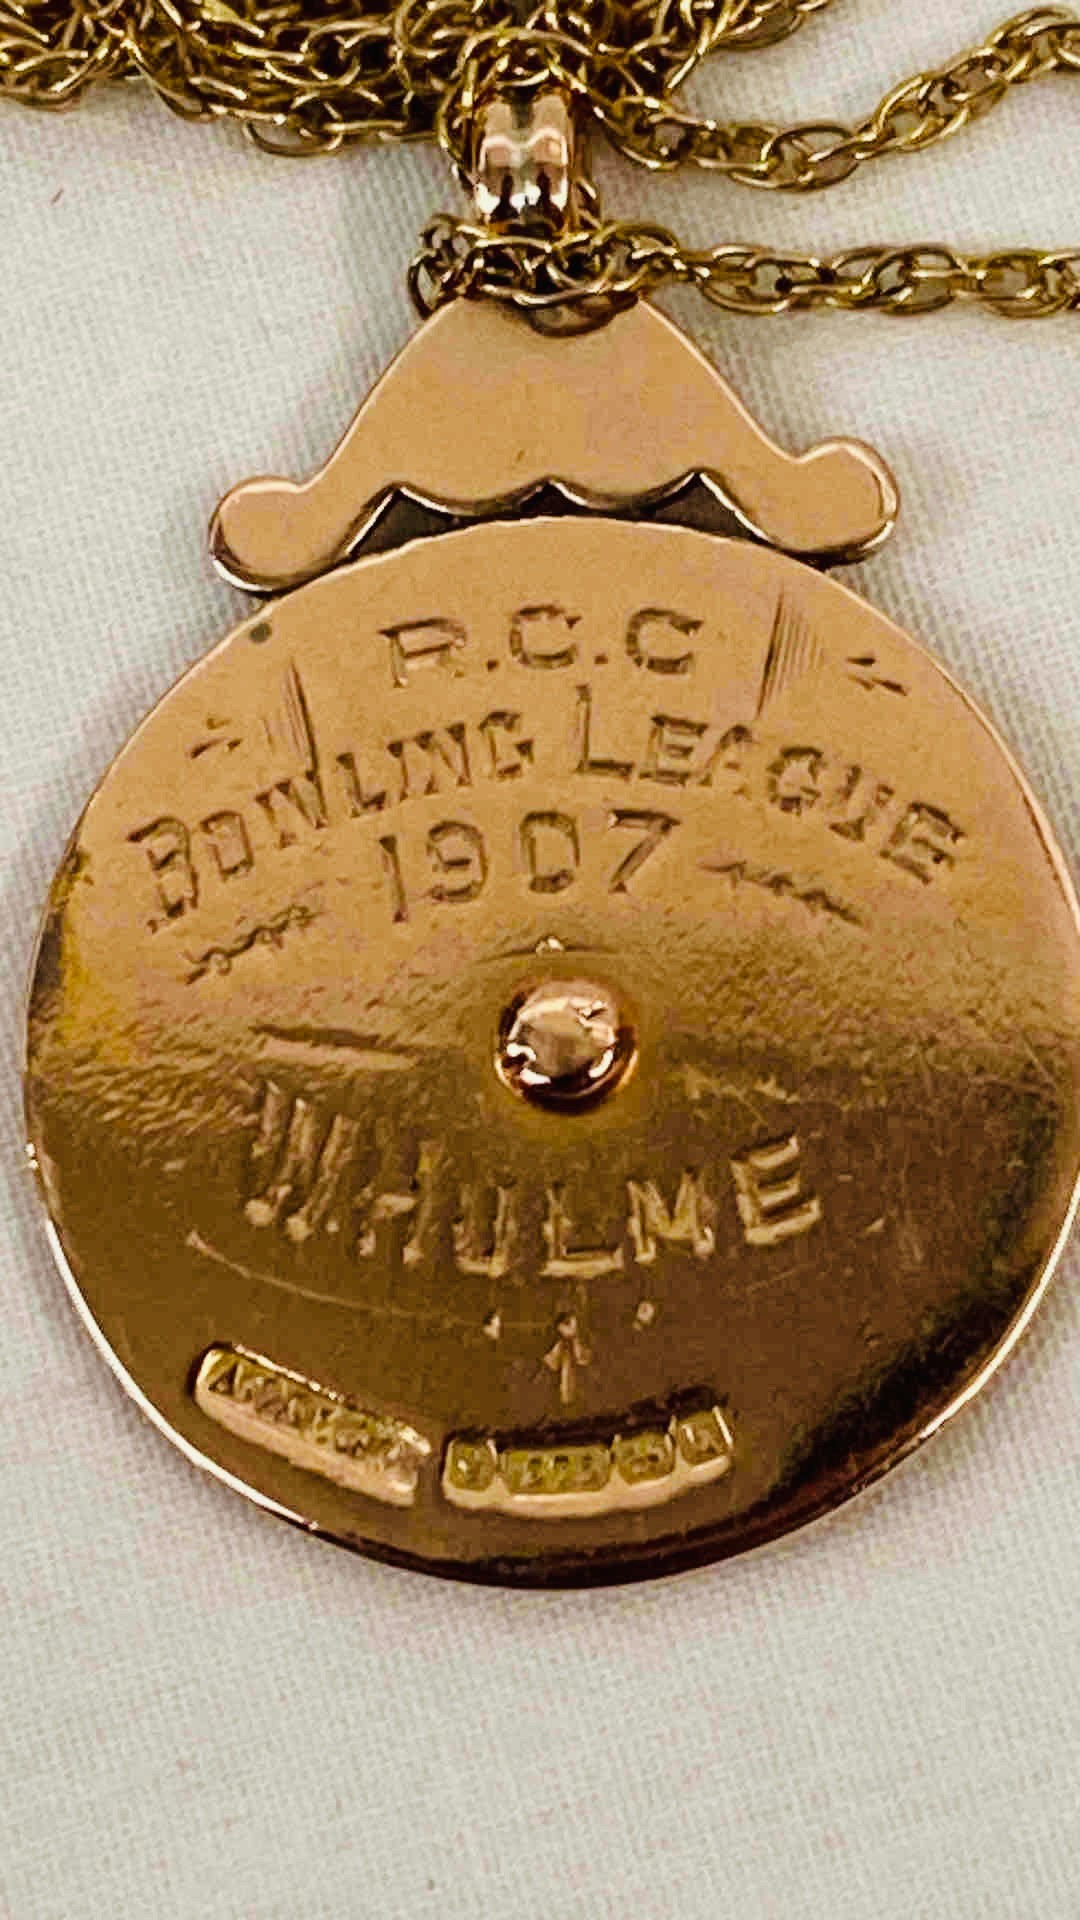 R.C.C
BOWLING LEAGUE
1907
W. HULME